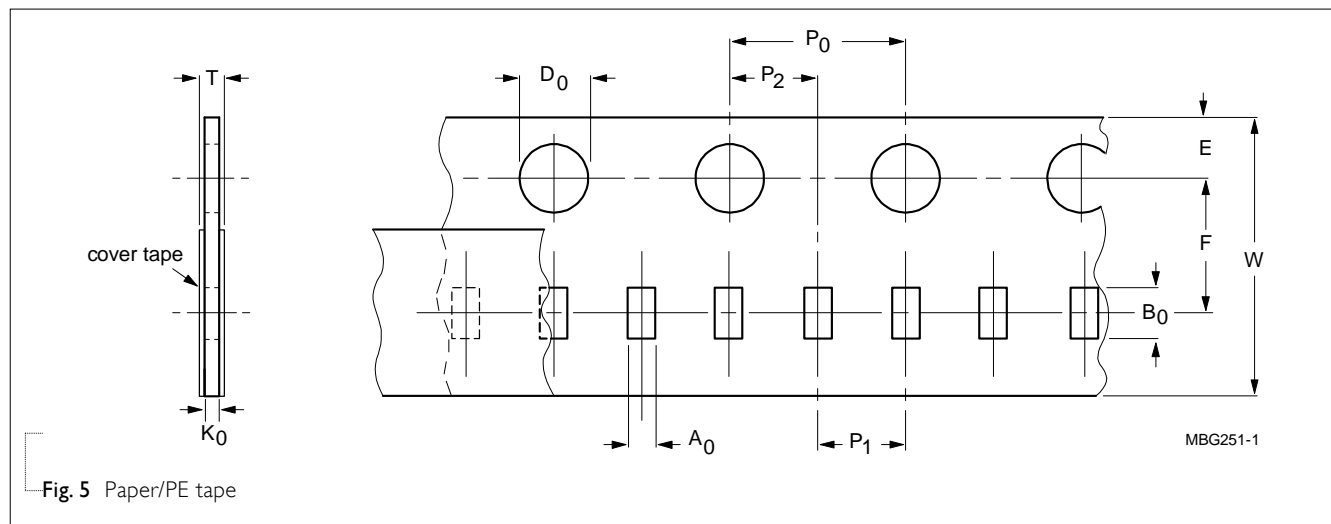 P0
T
D0
P2
E
F
W
cover tape
B0
K0
A0
P1
MBG251-1
Fig. 5 Paper/PE tape